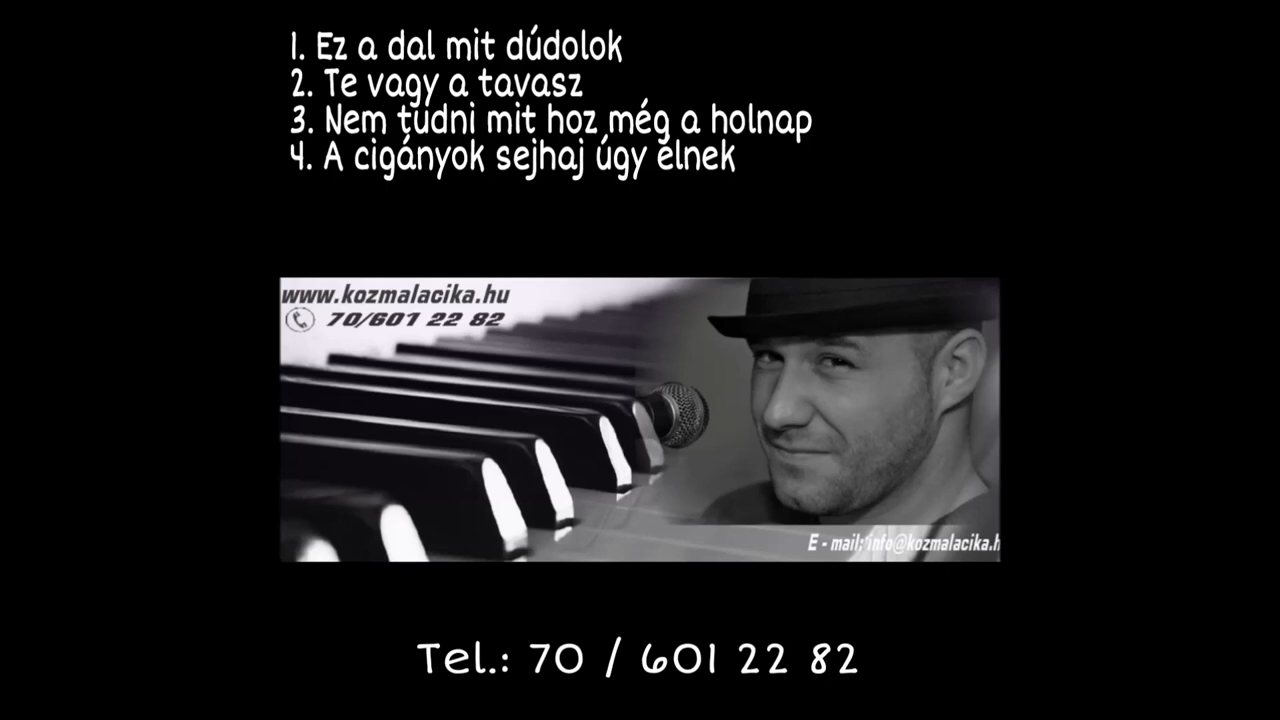 1. Ez a dal mit dúdolok
2. Te vagy a tavasz
3. Nem tudni mit hoz még a holnap
4. A cigányok sejhaj úgy élnek
www.kozmalacika.hu
70/601 22 82
E - mail: info@kozmalacika.h
Tel.: 70 / 601 22 82